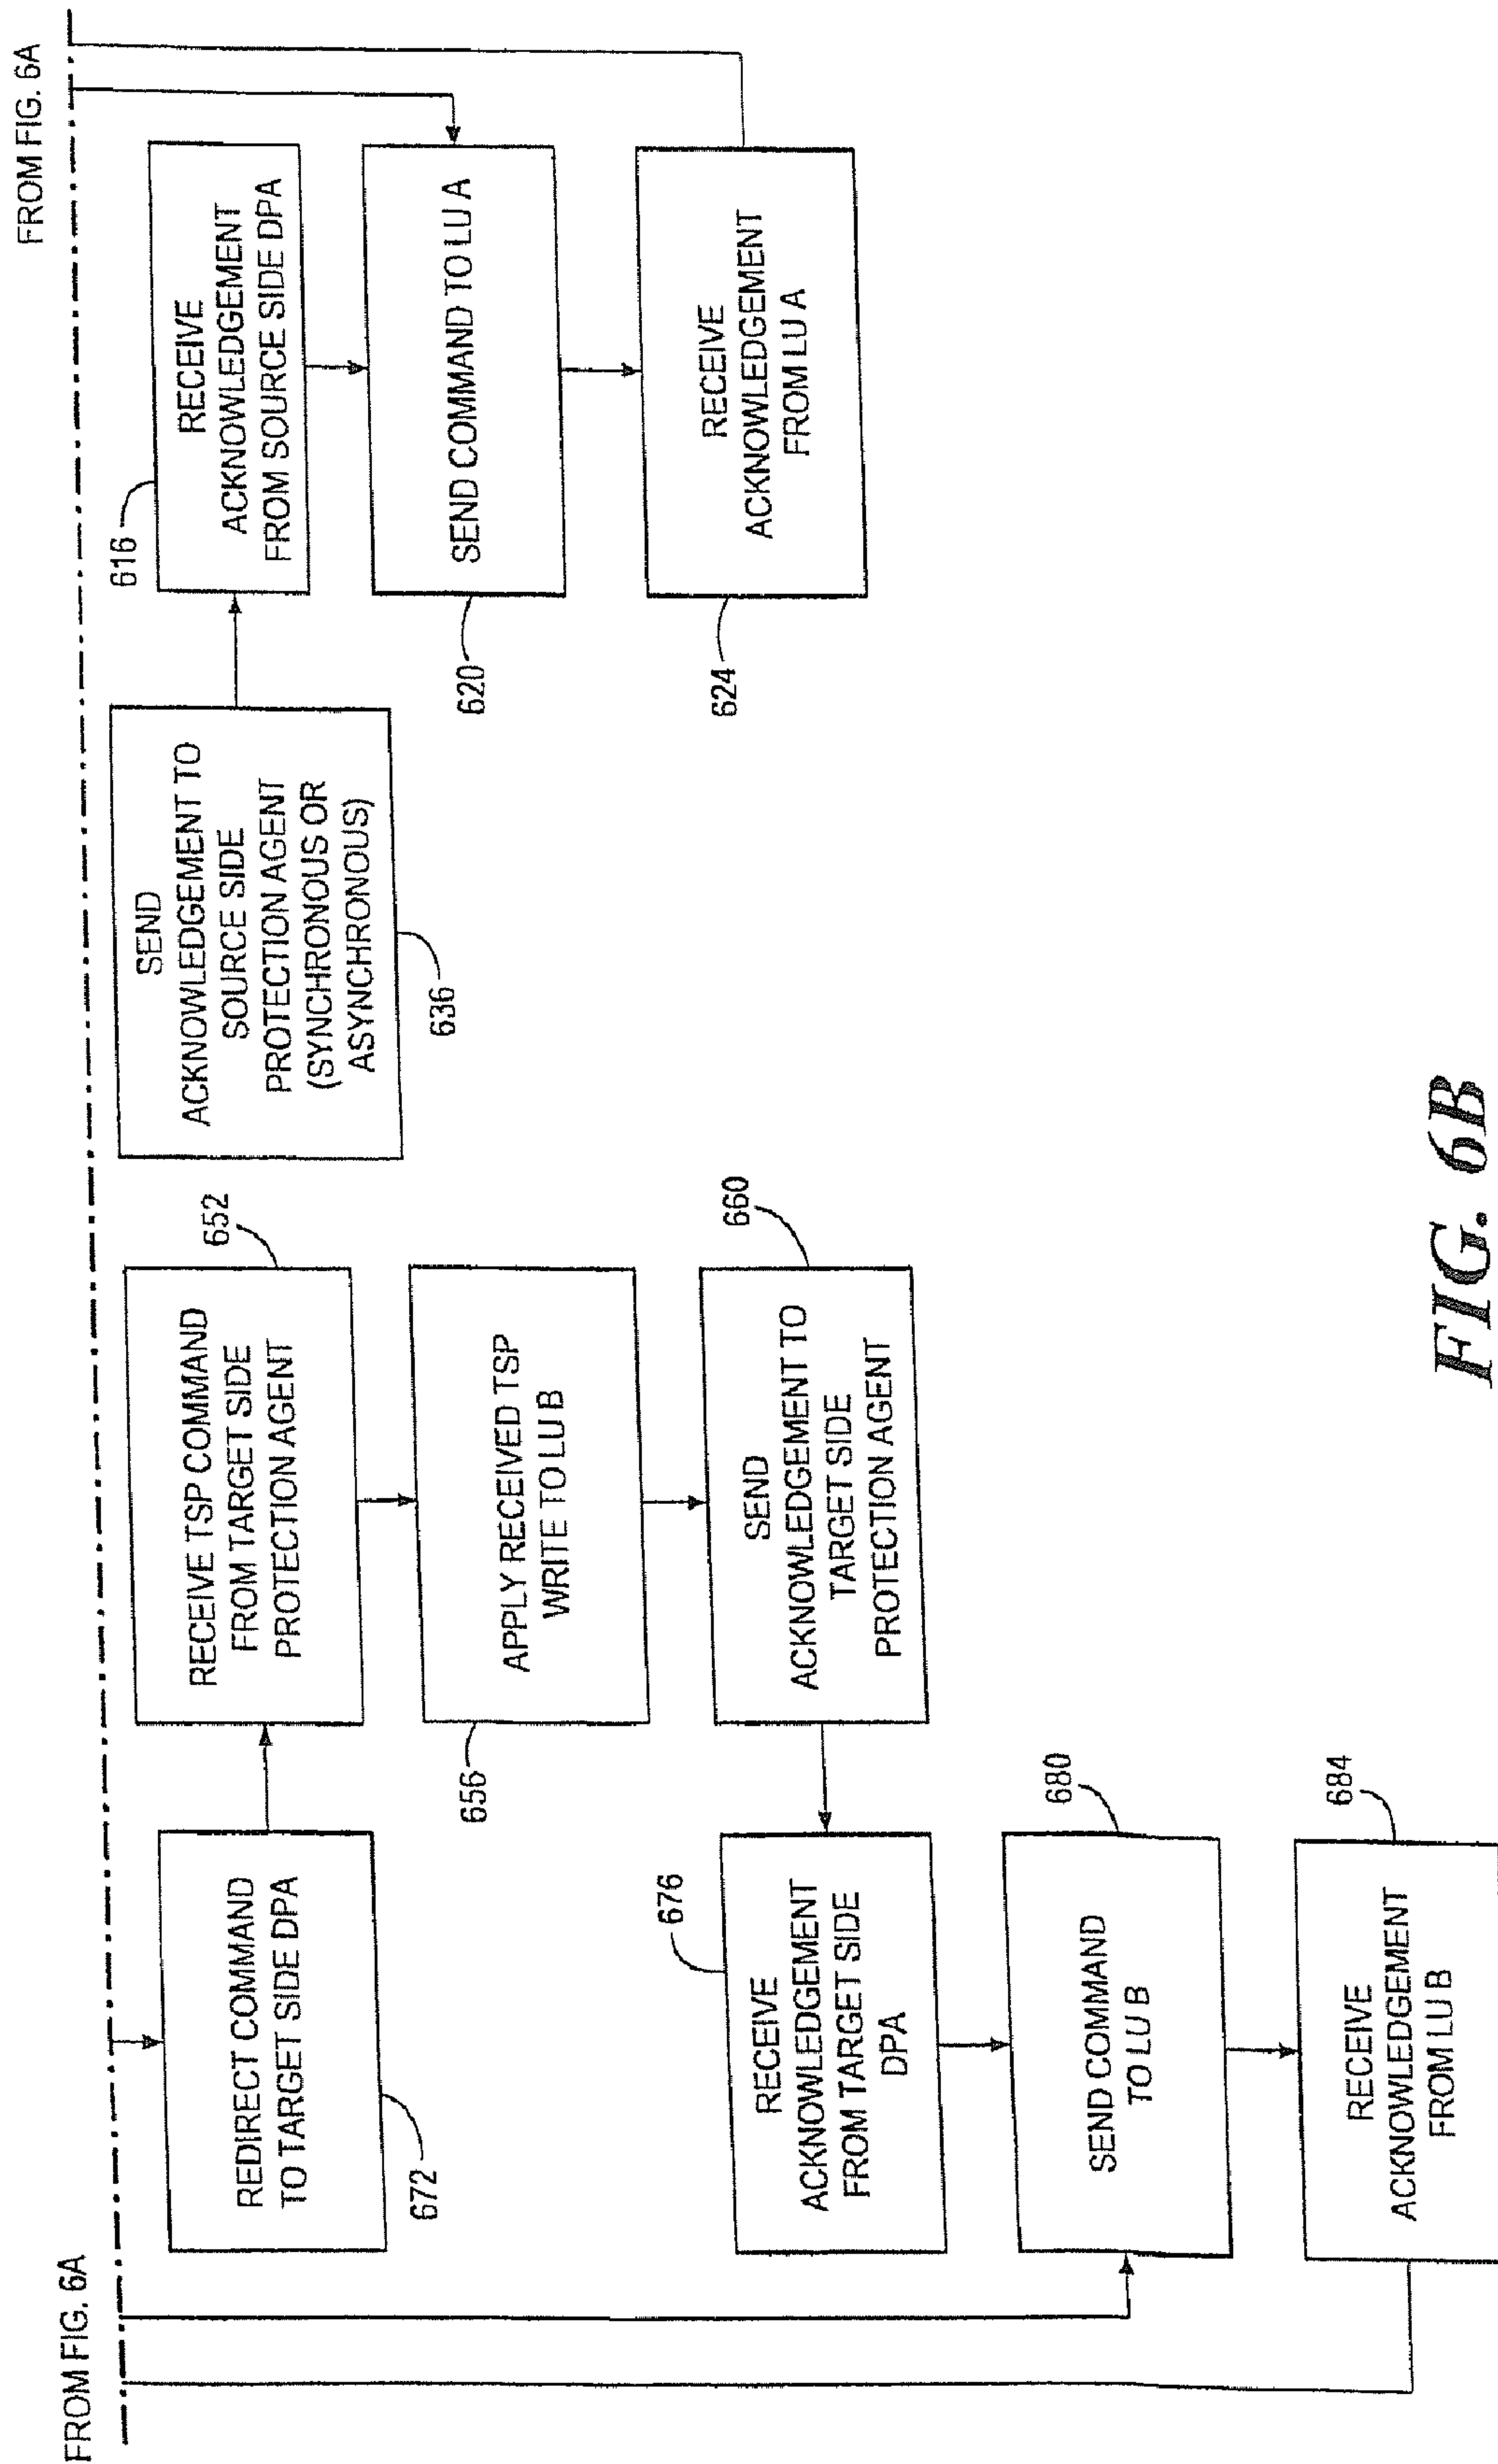 FROM FIG. 6A
FROM FIG. 6A
REDIRECT COMMAND
TO TARGET SIDE DPA
672
RECEIVE TSP COMMAND
FROM TARGET SIDE
PROTECTION AGENT
652
SEND
ACKNOWLEDGEMENT TO
SOURCE SIDE
PROTECTION AGENT
(SYNCHRONOUS OR
ASYNCHRONOUS)
636
616
RECEIVE
ACKNOWLEDGEMENT
FROM SOURCE SIDE DPA
APPLY RECEIVED TSP
WRITE TO LU B
656
SEND COMMAND TO LU A
620
676
RECEIVE
ACKNOWLEDGEMENT
FROM TARGET SIDE
DPA
SEND
ACKNOWLEDGEMENT TO
TARGET SIDE
PROTECTION AGENT
660
RECEIVE
ACKNOWLEDGEMENT
FROM LU A
624
SEND COMMAND
TO LU B
680
RECEIVE
ACKNOWLEDGEMENT
FROM LU B
684
FIG. 6B